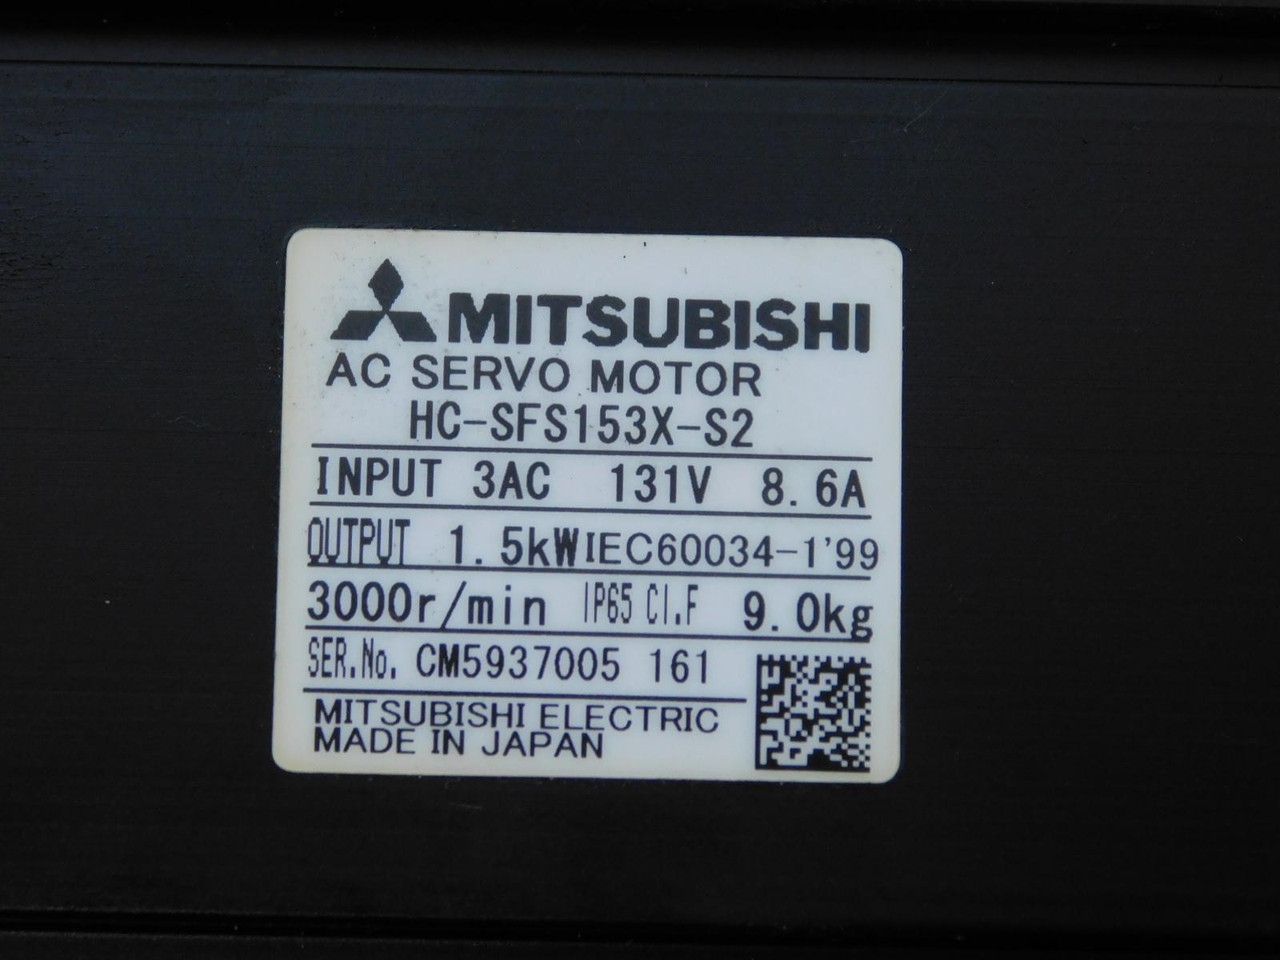 MITSUBISHI
AC SERVO MOTOR
HC-SFS153X-S2
INPUT 3AC 131V 8.6A
OUTPUT 1.5kW IEC60034-1'99
3000r/min IP65 CI.F 9.0kg
SER.No. CM5937005 161
MITSUBISHI ELECTRIC
MADE IN JAPAN